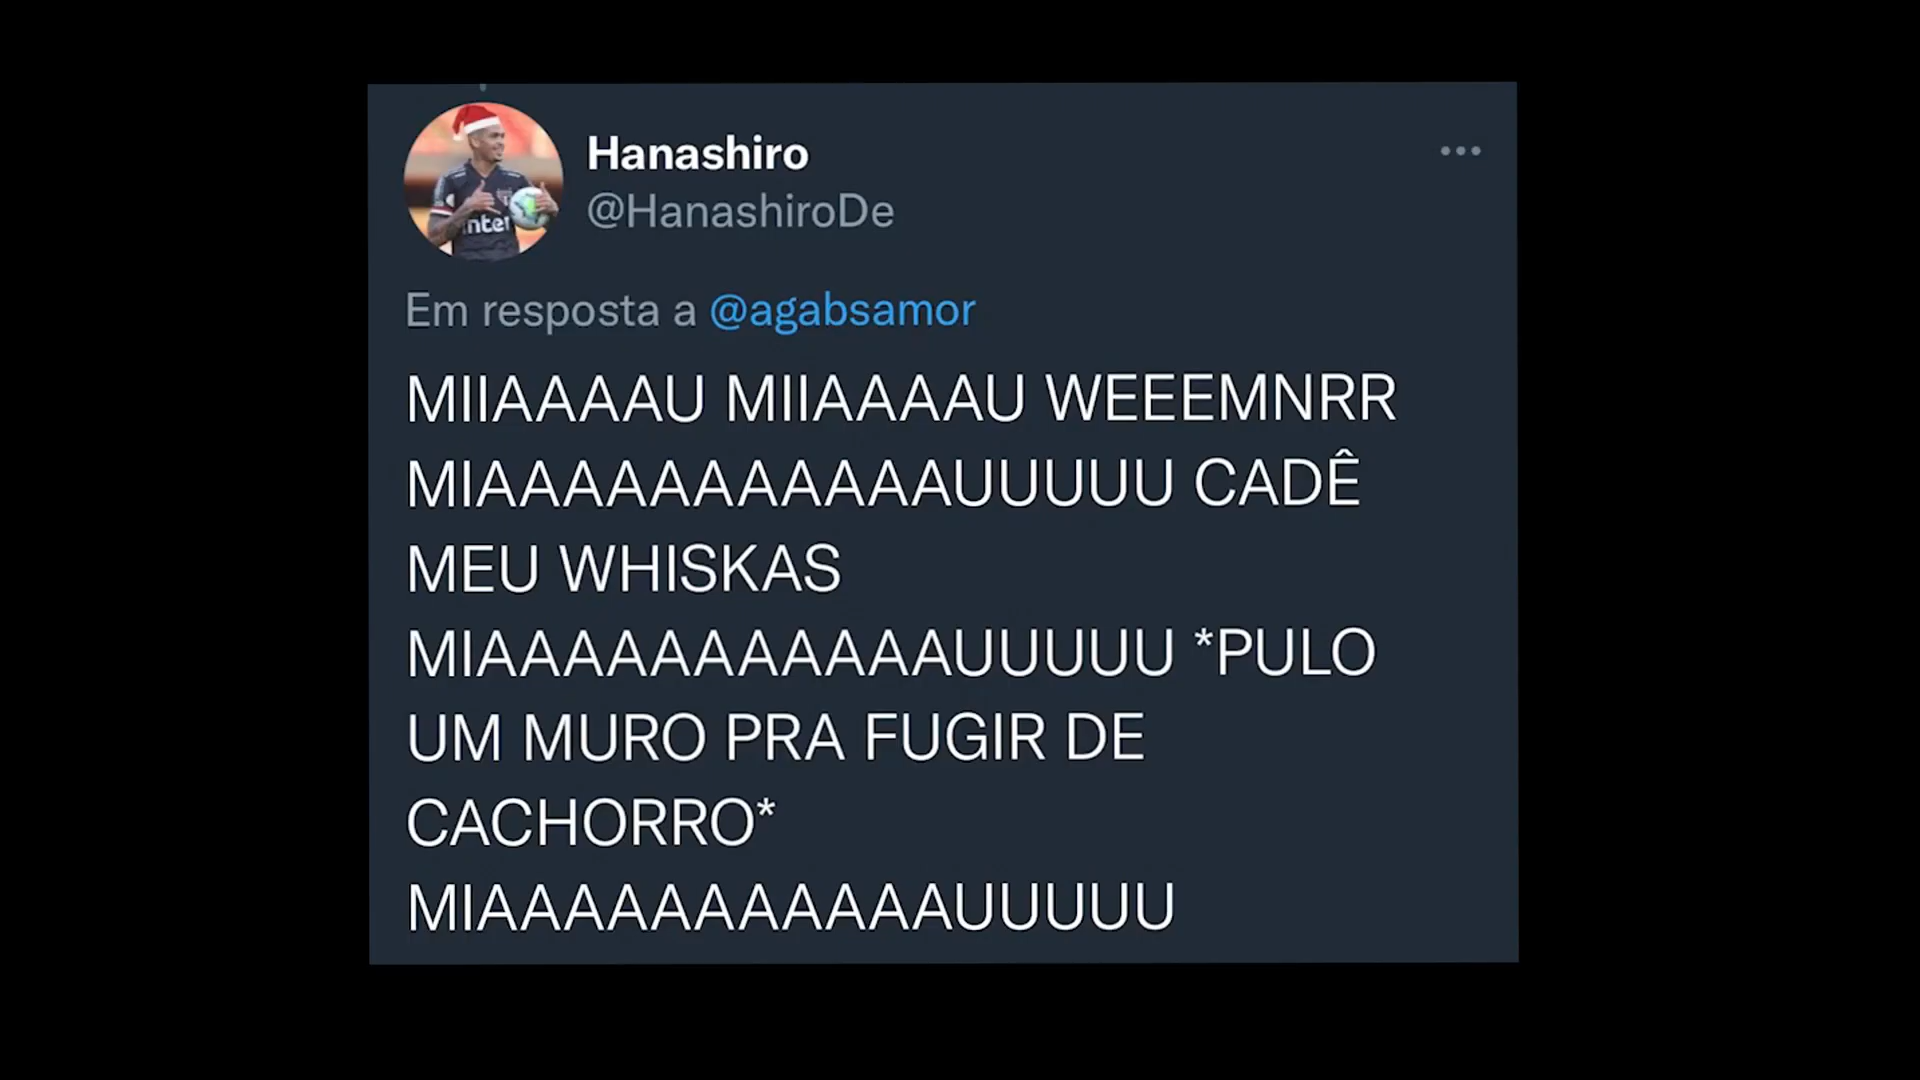 Hanashiro
@HanashiroDe
Em resposta a @agabsamor
MIIAAAAU MIIAAAAU WEEEMNRR
MIAAAAAAAAAAAUUUUU CADÊ
MEU WHISKAS
MIAAAAAAAAAAAUUUUU *PULO
UM MURO PRA FUGIR DE
CACHORRO*
MIAAAAAAAAAAAUUUUU
inter